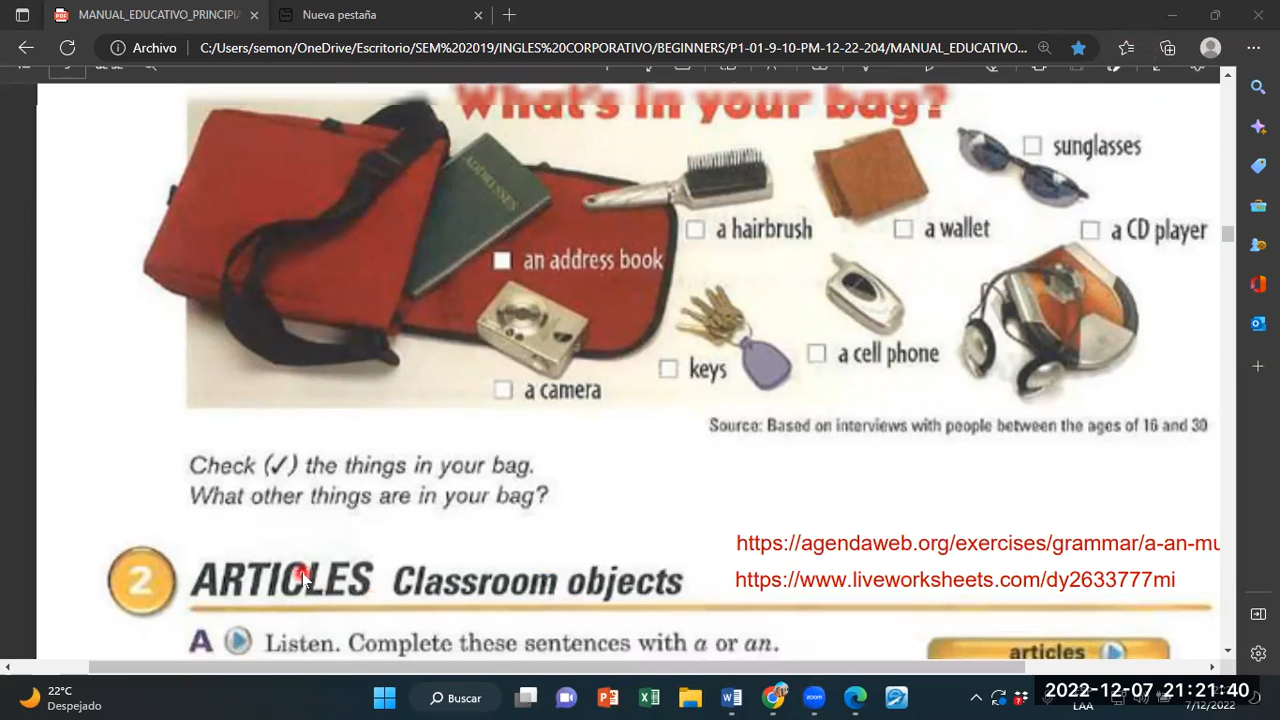 MANUAL_EDUCATIVO_PRINCIPIA
Nueva pestaña
Archivo
C:/Users/semon/OneDrive/Escritorio/SEM%202019/INGLES%20CORPORATIVO/BEGINNERS/P1-01-9-10-PM-12-22-204/MANUAL_EDUCATIVO...
What's in your bag?
ADDRESSES
sunglasses
a hairbrush
a wallet
a CD player
an address book
a cell phone
keys
a camera
Source: Based on interviews with people between the ages of 16 and 30
Check (✓) the things in your bag.
What other things are in your bag?
https://agendaweb.org/exercises/grammar/a-an-mu
2 ARTICLES Classroom objects
https://www.liveworksheets.com/dy2633777mi
A Listen. Complete these sentences with a or an.
articles
22°C
Despejado
Buscar
2022-12-07 21:21:40
LAA
7/12/2022